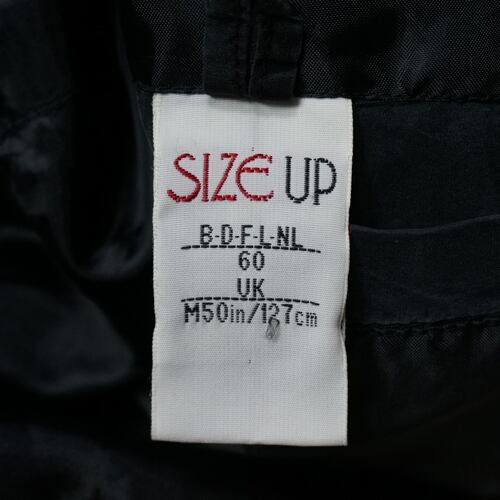 SIZE UP
B-D-F-L-NL
60
UK
M50in/127cm